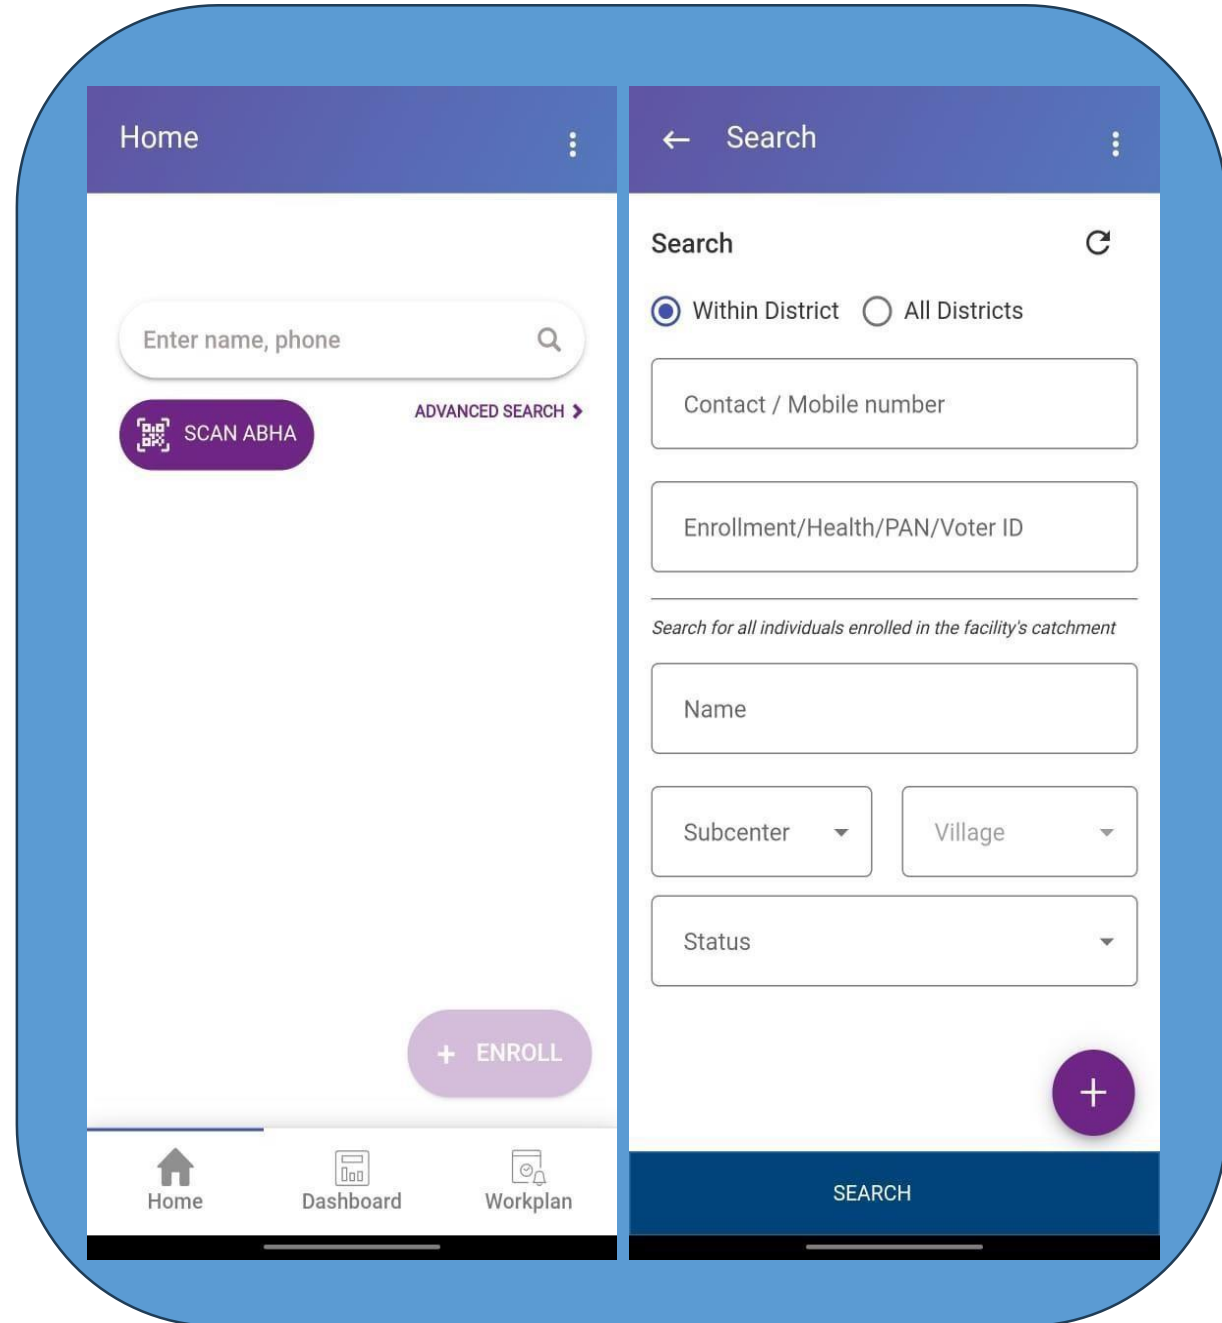 Home
Enter name, phone
SCAN ABHA
ADVANCED SEARCH
+ ENROLL
Home
Dashboard
Workplan
Search
Search
Within District
All Districts
Contact / Mobile number
Enrollment/Health/PAN/Voter ID
Search for all individuals enrolled in the facility's catchment
Name
Subcenter
Village
Status
+
SEARCH